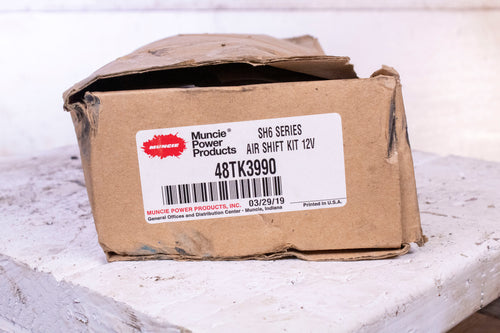 MUNCIE
Muncie®
Power
Products
SH6 SERIES
AIR SHIFT KIT 12V
48TK3990
03/29/19
MUNCIE POWER PRODUCTS, INC.
General Offices and Distribution Center - Muncie, Indiana
Printed in U.S.A.